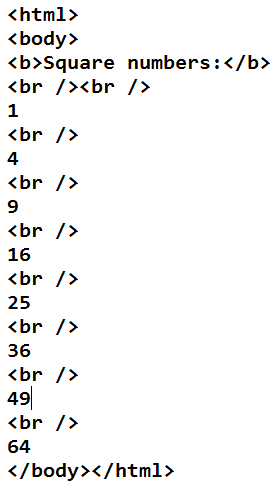 <html>
<body>
<b>Square numbers:</b>
<br /><br />
1
<br />
4
<br />
9
<br />
16
<br />
25
<br />
36
<br />
49
<br />
64
</body></html>